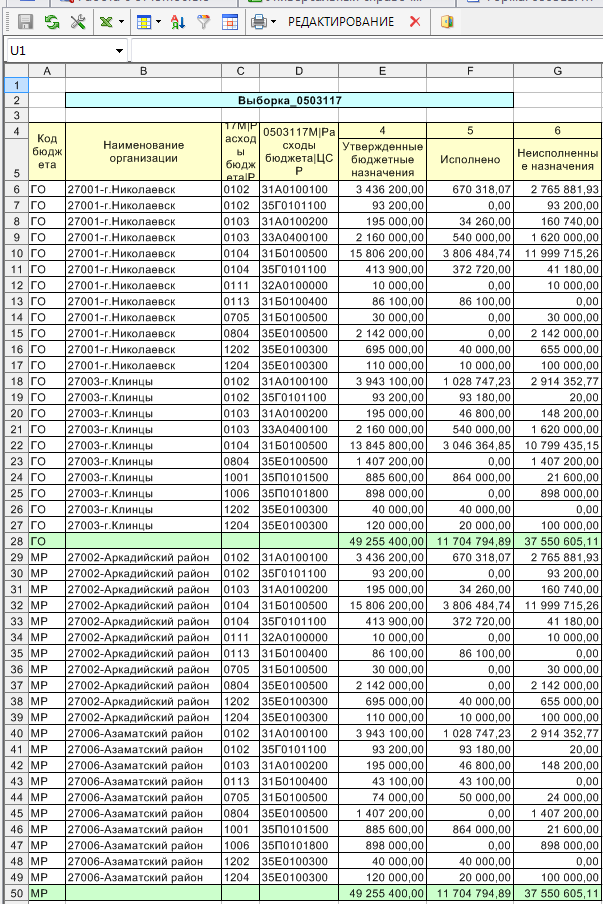 РЕДАКТИРОВАНИЕ
U1
A B C D E F G
1
2 Выборка_0503117
3
4 Код бюджета Наименование организации 17М|Расходы бюджета|Р 0503117М|Расходы бюджета|ЦСР 4 5 6
5 Утвержденные бюджетные назначения Исполнено Неисполненные назначения
6 ГО 27001-г.Николаевск 0102 31А0100100 3 436 200,00 670 318,07 2 765 881,93
7 ГО 27001-г.Николаевск 0102 35Г0101100 93 200,00 0,00 93 200,00
8 ГО 27001-г.Николаевск 0103 31А0100200 195 000,00 34 260,00 160 740,00
9 ГО 27001-г.Николаевск 0103 33А0400100 2 160 000,00 540 000,00 1 620 000,00
10 ГО 27001-г.Николаевск 0104 31Б0100500 15 806 200,00 3 806 484,74 11 999 715,26
11 ГО 27001-г.Николаевск 0104 35Г0101100 413 900,00 372 720,00 41 180,00
12 ГО 27001-г.Николаевск 0111 32А0100000 10 000,00 0,00 10 000,00
13 ГО 27001-г.Николаевск 0113 31Б0100400 86 100,00 86 100,00 0,00
14 ГО 27001-г.Николаевск 0705 31Б0100500 30 000,00 0,00 30 000,00
15 ГО 27001-г.Николаевск 0804 35Е0100500 2 142 000,00 0,00 2 142 000,00
16 ГО 27001-г.Николаевск 1202 35Е0100300 695 000,00 40 000,00 655 000,00
17 ГО 27001-г.Николаевск 1204 35Е0100300 110 000,00 10 000,00 100 000,00
18 ГО 27003-г.Клинцы 0102 31А0100100 3 943 100,00 1 028 747,23 2 914 352,77
19 ГО 27003-г.Клинцы 0102 35Г0101100 93 200,00 93 180,00 20,00
20 ГО 27003-г.Клинцы 0103 31А0100200 195 000,00 46 800,00 148 200,00
21 ГО 27003-г.Клинцы 0103 33А0400100 2 160 000,00 540 000,00 1 620 000,00
22 ГО 27003-г.Клинцы 0104 31Б0100500 13 845 800,00 3 046 364,85 10 799 435,15
23 ГО 27003-г.Клинцы 0804 35Е0100500 1 407 200,00 0,00 1 407 200,00
24 ГО 27003-г.Клинцы 1001 35П0101500 885 600,00 864 000,00 21 600,00
25 ГО 27003-г.Клинцы 1006 35П0101800 898 000,00 0,00 898 000,00
26 ГО 27003-г.Клинцы 1202 35Е0100300 40 000,00 40 000,00 0,00
27 ГО 27003-г.Клинцы 1204 35Е0100300 120 000,00 20 000,00 100 000,00
28 ГО 49 255 400,00 11 704 794,89 37 550 605,11
29 МР 27002-Аркадийский район 0102 31А0100100 3 436 200,00 670 318,07 2 765 881,93
30 МР 27002-Аркадийский район 0102 35Г0101100 93 200,00 0,00 93 200,00
31 МР 27002-Аркадийский район 0103 31А0100200 195 000,00 34 260,00 160 740,00
32 МР 27002-Аркадийский район 0104 31Б0100500 15 806 200,00 3 806 484,74 11 999 715,26
33 МР 27002-Аркадийский район 0104 35Г0101100 413 900,00 372 720,00 41 180,00
34 МР 27002-Аркадийский район 0111 32А0100000 10 000,00 0,00 10 000,00
35 МР 27002-Аркадийский район 0113 31Б0100400 86 100,00 86 100,00 0,00
36 МР 27002-Аркадийский район 0705 31Б0100500 30 000,00 0,00 30 000,00
37 МР 27002-Аркадийский район 0804 35Е0100500 2 142 000,00 0,00 2 142 000,00
38 МР 27002-Аркадийский район 1202 35Е0100300 695 000,00 40 000,00 655 000,00
39 МР 27002-Аркадийский район 1204 35Е0100300 110 000,00 10 000,00 100 000,00
40 МР 27006-Азаматский район 0102 31А0100100 3 943 100,00 1 028 747,23 2 914 352,77
41 МР 27006-Азаматский район 0102 35Г0101100 93 200,00 93 180,00 20,00
42 МР 27006-Азаматский район 0103 31А0100200 195 000,00 46 800,00 148 200,00
43 МР 27006-Азаматский район 0113 31Б0100400 43 100,00 43 100,00 0,00
44 МР 27006-Азаматский район 0705 31Б0100500 74 000,00 50 000,00 24 000,00
45 МР 27006-Азаматский район 0804 35Е0100500 1 407 200,00 0,00 1 407 200,00
46 МР 27006-Азаматский район 1001 35П0101500 885 600,00 864 000,00 21 600,00
47 МР 27006-Азаматский район 1006 35П0101800 898 000,00 0,00 898 000,00
48 МР 27006-Азаматский район 1202 35Е0100300 40 000,00 40 000,00 0,00
49 МР 27006-Азаматский район 1204 35Е0100300 120 000,00 20 000,00 100 000,00
50 МР 49 255 400,00 11 704 794,89 37 550 605,11